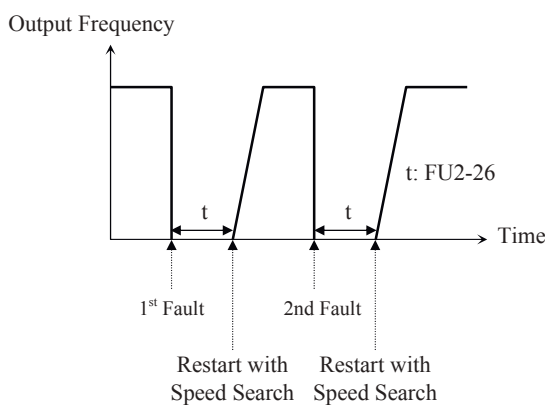 Output Frequency
t: FU2-26
t
t
Time
1st Fault
2nd Fault
Restart with
Speed Search
Restart with
Speed Search